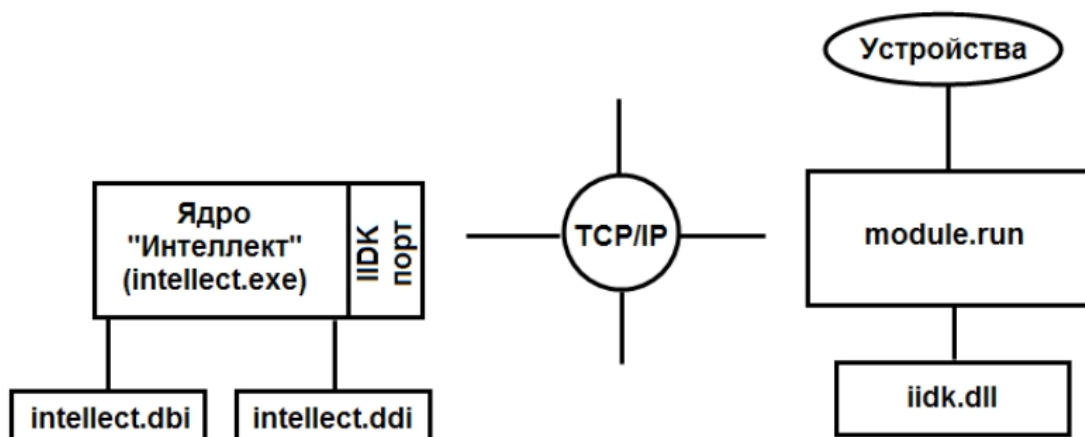 Устройства
Ядро
"Интеллект"
(intellect.exe)
IIDK
порт
TCP/IP
module.run
intellect.dbi
intellect.ddi
iidk.dll